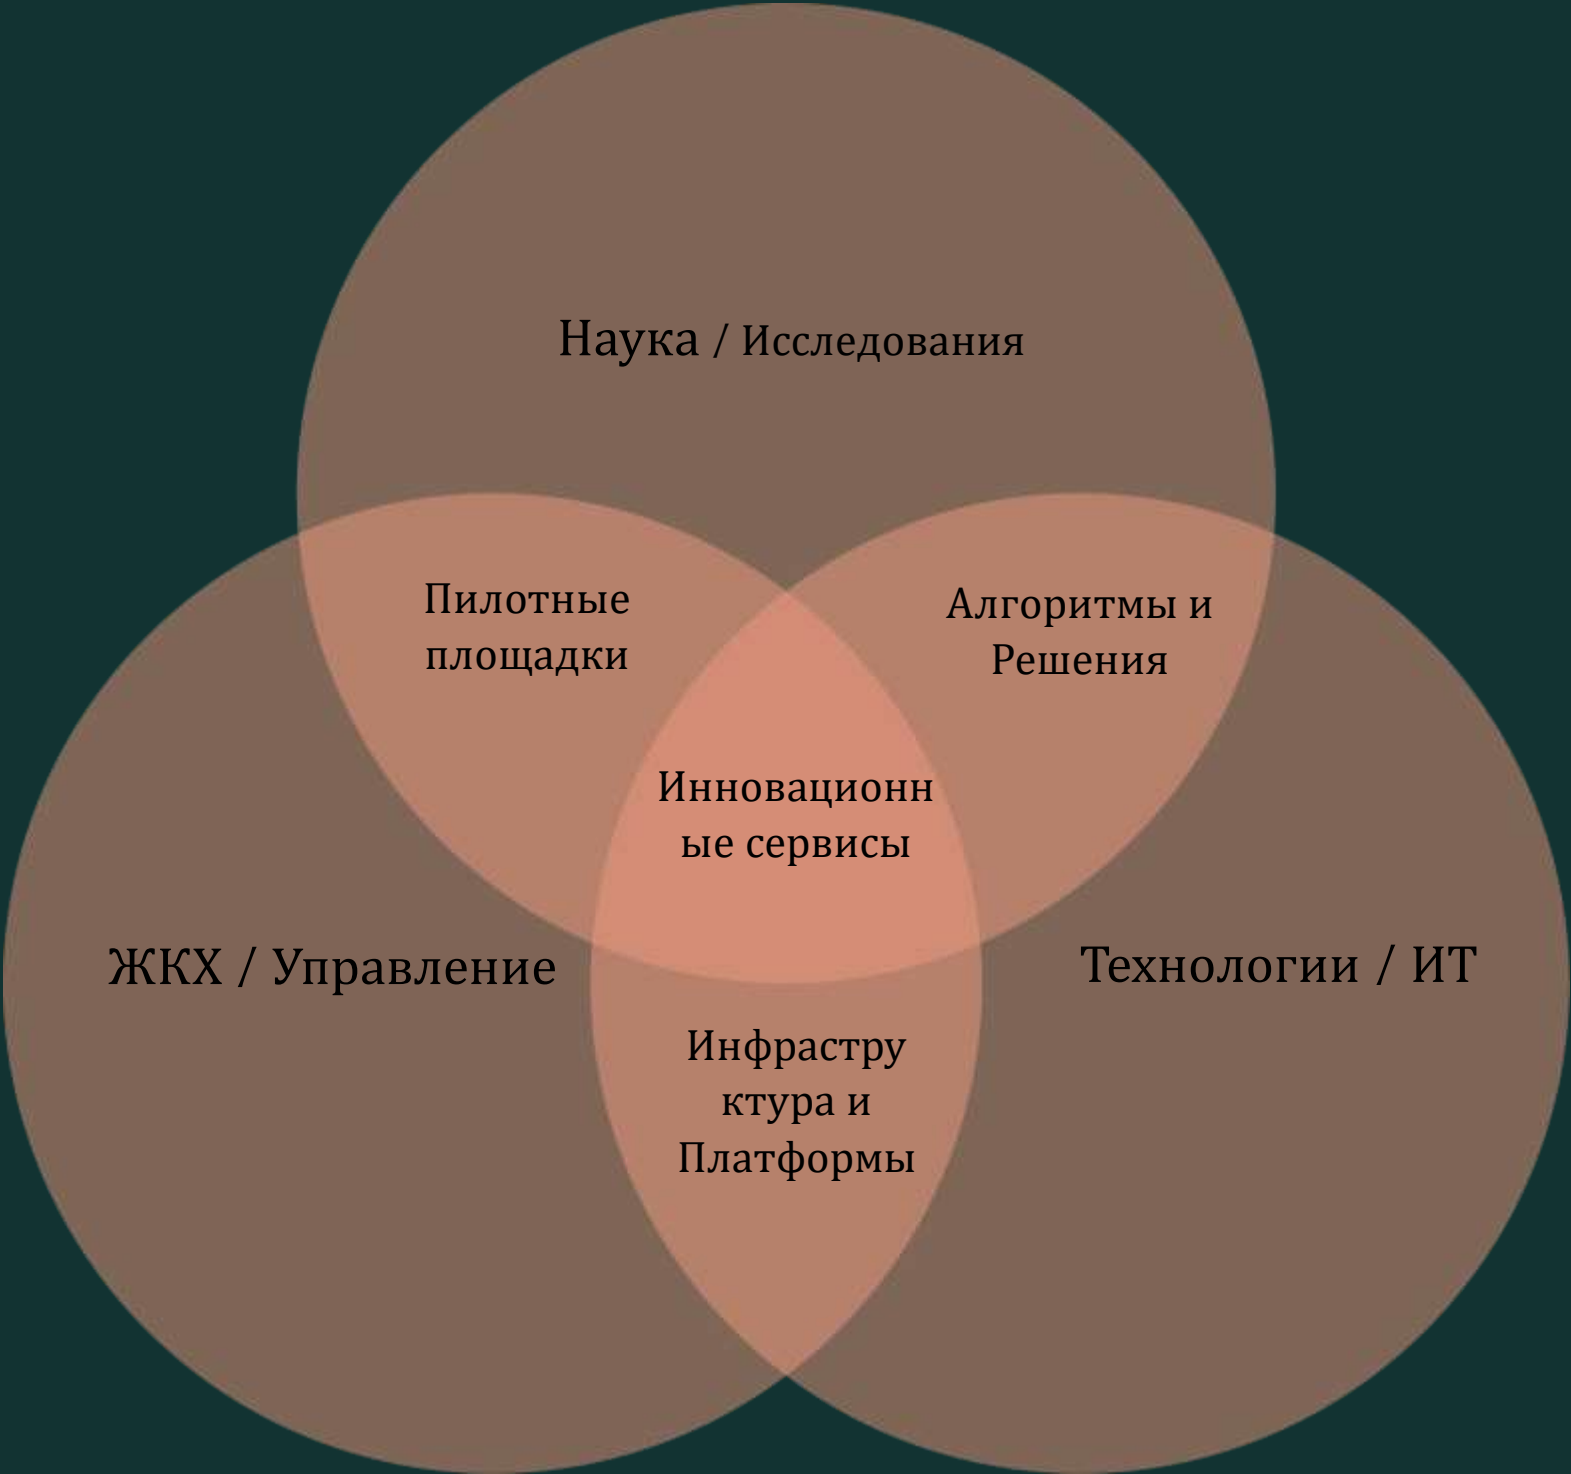 Наука / Исследования
Пилотные
площадки
Алгоритмы и
Решения
Инновационн
ые сервисы
ЖКХ / Управление
Технологии / ИТ
Инфрастру
ктура и
Платформы